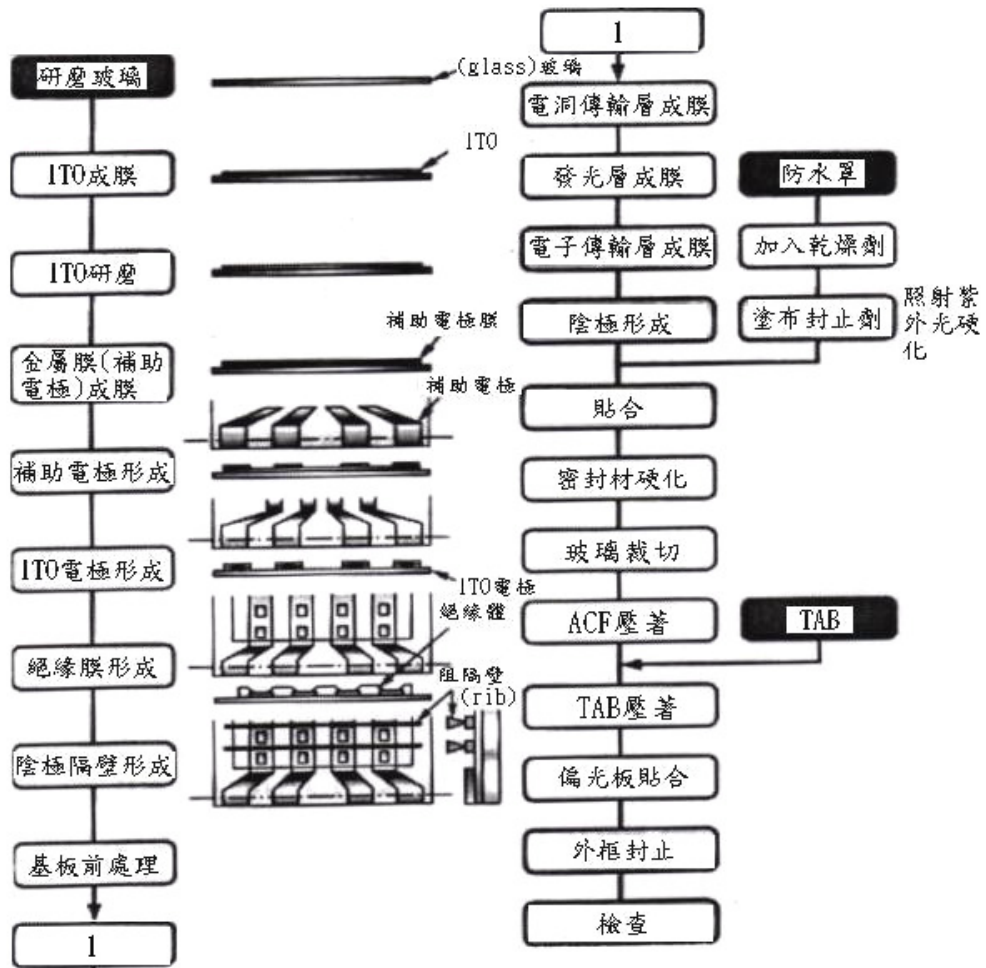 研磨玻璃
ITO成膜
ITO研磨
金屬膜(補助
電極)成膜
補助電極形成
ITO電極形成
絕緣膜形成
陰極隔壁形成
基板前處理
1
(glass)玻璃
ITO
補助電極膜
補助電極
ITO電極
絕緣體
阻隔壁
(rib)
1
電洞傳輸層成膜
發光層成膜
電子傳輸層成膜
陰極形成
貼合
密封材硬化
玻璃裁切
ACF壓著
TAB壓著
偏光板貼合
外框封止
檢查
防水罩
加入乾燥劑
塗布封止劑
照射紫
外光硬
化
TAB